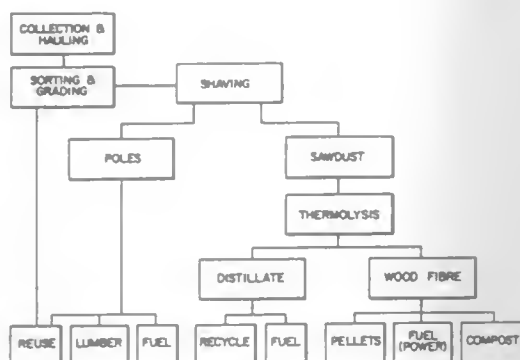 COLLECTION &
HAULING
SORTING &
GRADING
SHAVING
POLES
SAWDUST
THERMOLYSIS
DISTILLATE
WOOD FIBRE
REUSE
LUMBER
FUEL
RECYCLE
FUEL
PELLETS
FUEL
(POWER)
COMPOST